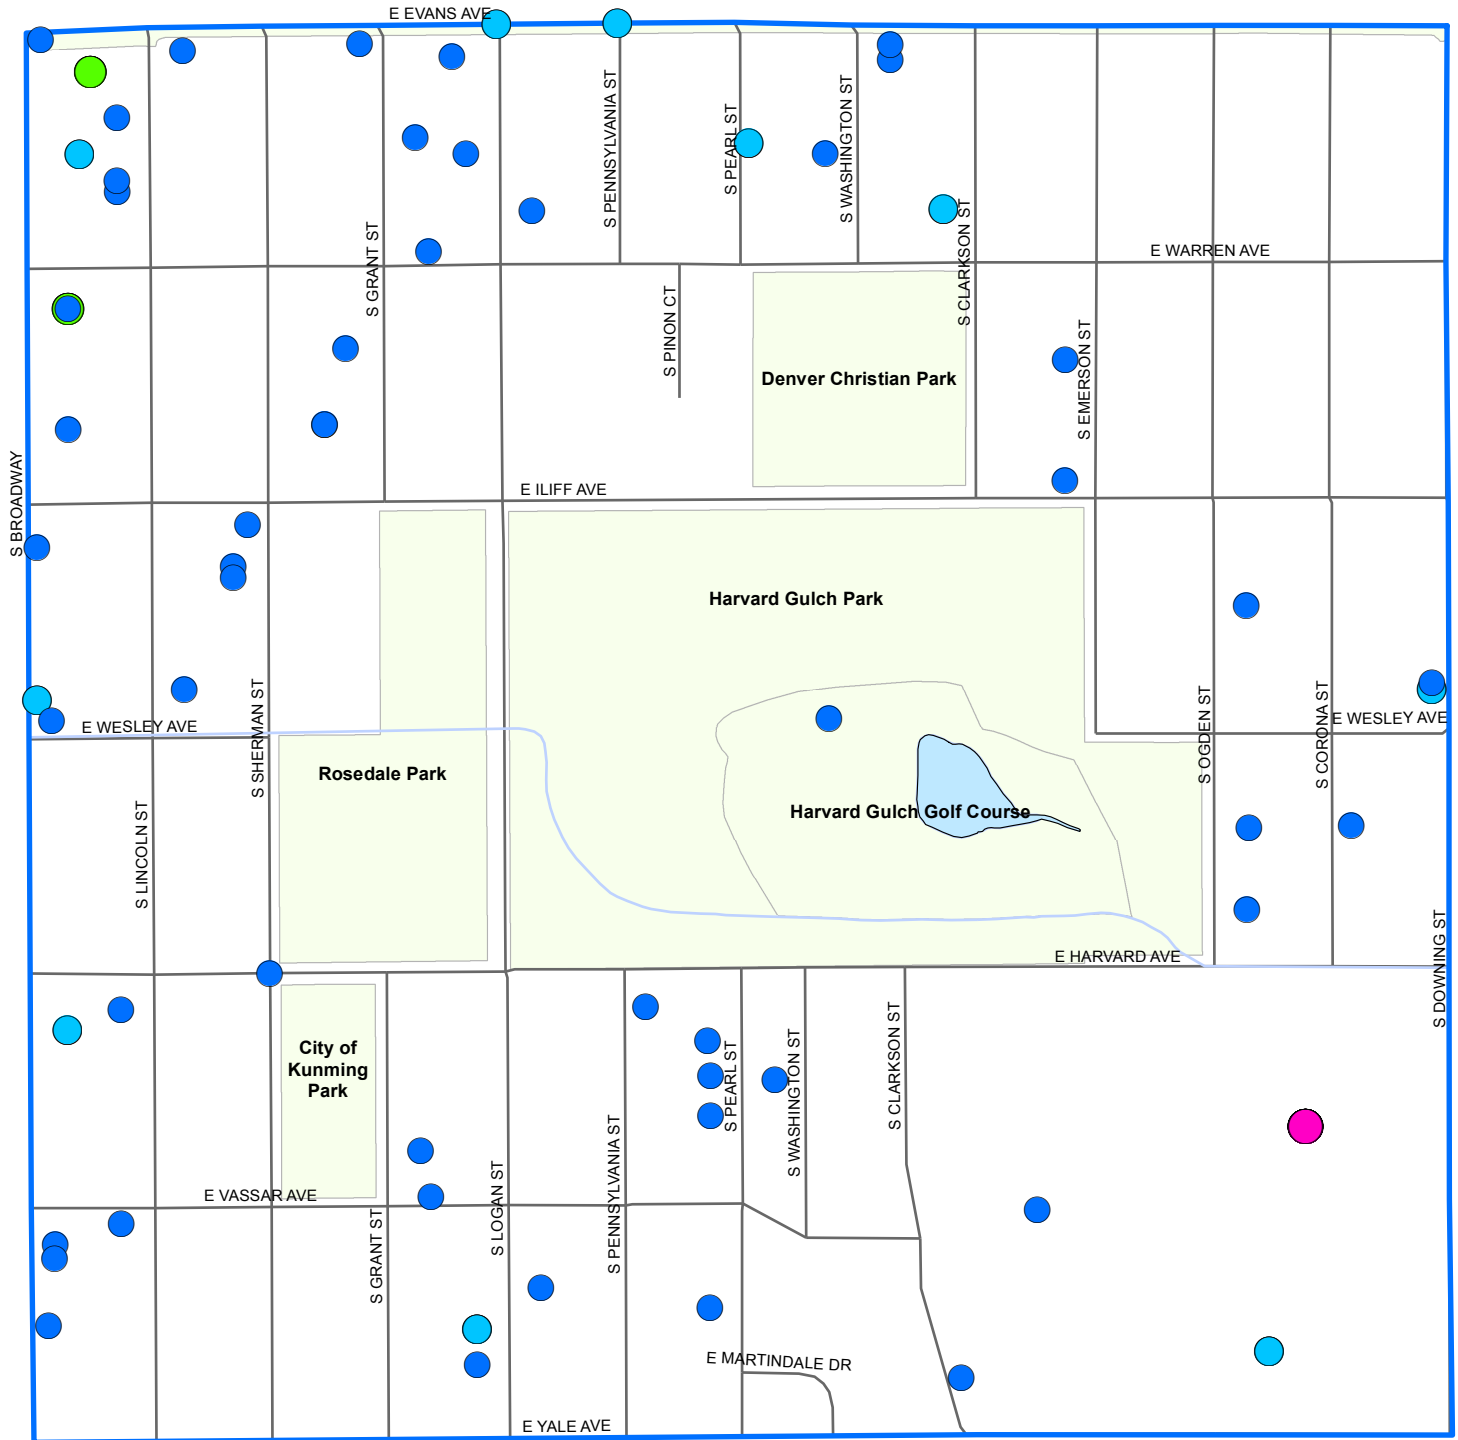 E EVANS AVE
S PENNSYLVANIA ST
S PEARL ST
S WASHINGTON ST
S GRANT ST
S CLARKSON ST
E WARREN AVE
S PINON CT
S EMERSON ST
Denver Christian Park
S BROADWAY
E ILIFF AVE
Harvard Gulch Park
S SHERMAN ST
S OGDEN ST
S CORONA ST
E WESLEY AVE
E WESLEY AVE
Rosedale Park
Harvard Gulch Golf Course
S LINCOLN ST
S DOWNING ST
E HARVARD AVE
City of
Kunming
Park
S PEARL ST
S WASHINGTON ST
S CLARKSON ST
E VASSAR AVE
S GRANT ST
S LOGAN ST
S PENNSYLVANIA ST
E MARTINDALE DR
E YALE AVE